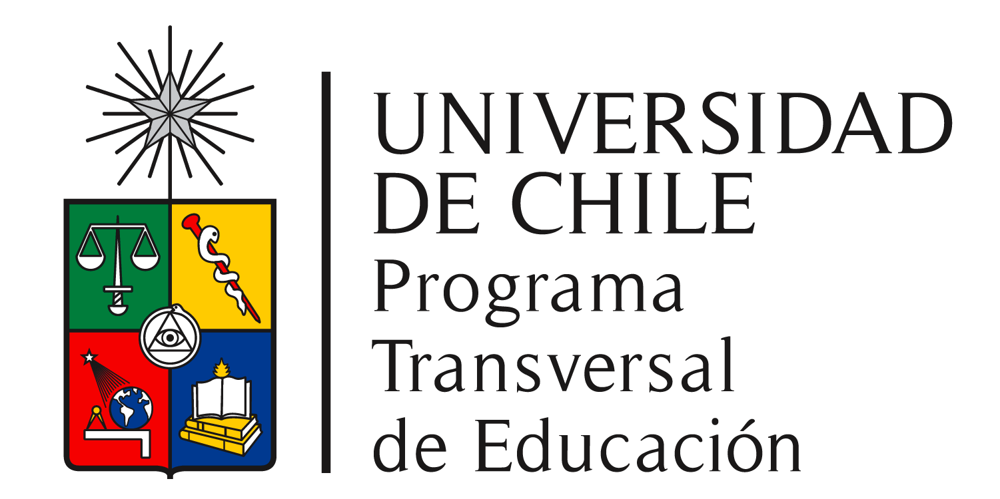 UNIVERSIDAD
DE CHILE
Programa
Transversal
de Educación